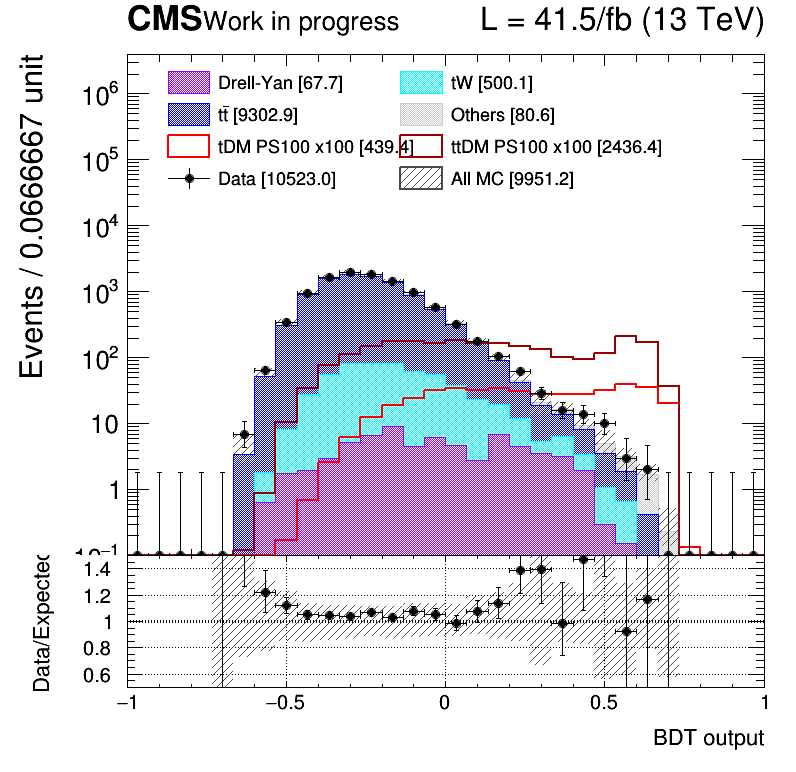 CMS Work in progress L = 41.5/fb (13 TeV)
Events / 0.0666667 unit
Drell-Yan [67.7] tW [500.1]
tt̄ [9302.9] Others [80.6]
tDM PS100 x100 [439.4] ttDM PS100 x100 [2436.4]
Data [10523.0] All MC [9951.2]
10⁶
10⁵
10⁴
10³
10²
10
1
10⁻¹
Data/Expected
1.4
1.2
1
0.8
0.6
−1 −0.5 0 0.5 1
BDT output